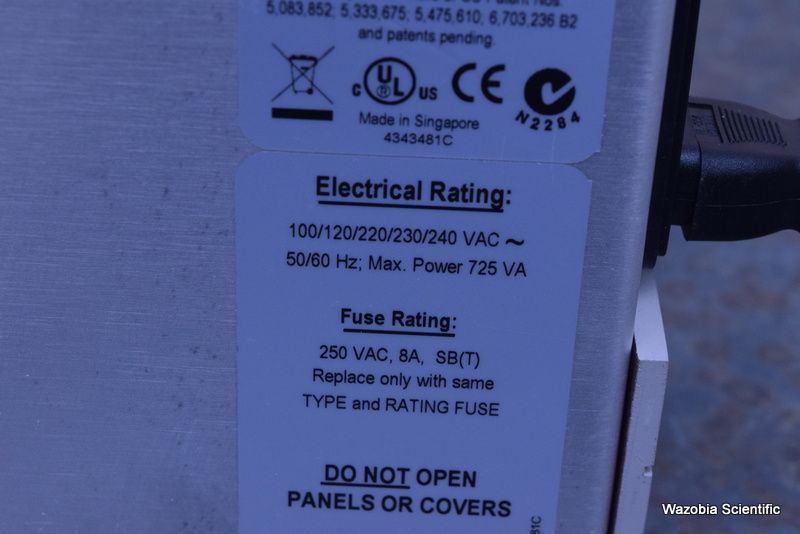 5,083,852; 5,333,675; 5,475,610; 6,703,236 B2
and patents pending.
c UL ® US CE
N2284
Made in Singapore
4343481C
Electrical Rating:
100/120/220/230/240 VAC ~
50/60 Hz; Max. Power 725 VA
Fuse Rating:
250 VAC, 8A, SB(T)
Replace only with same
TYPE and RATING FUSE
DO NOT OPEN
PANELS OR COVERS
81C
Wazobia Scientific